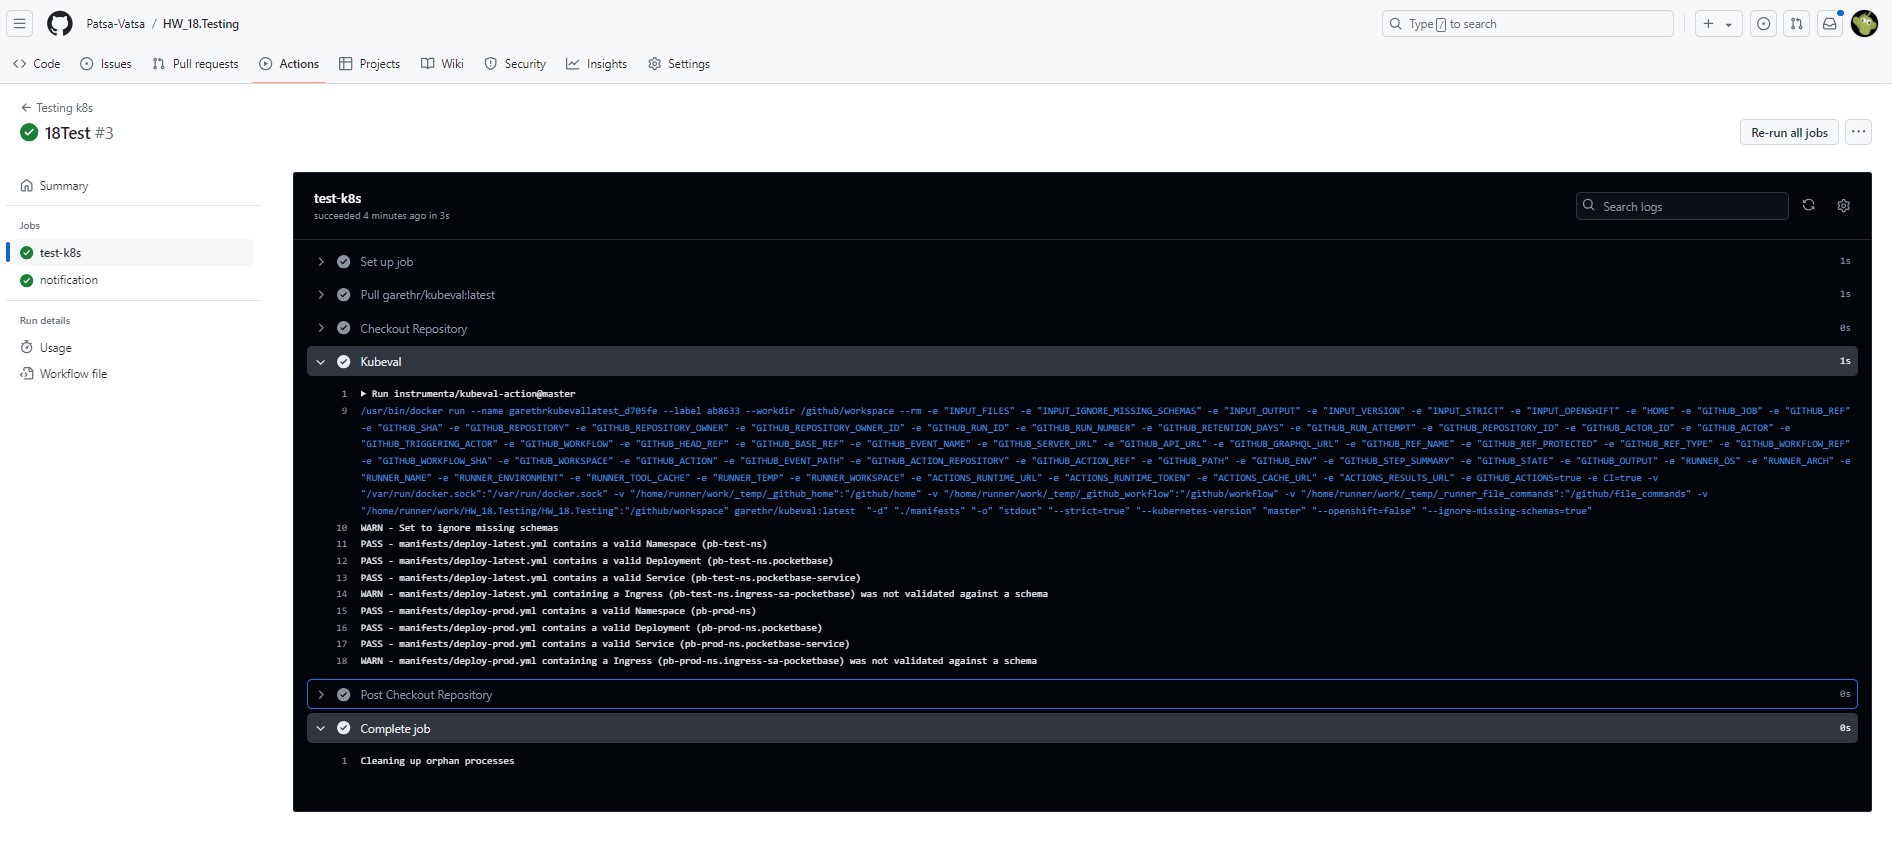 Patsa-Vatsa / HW_18.Testing
Type / to search
Code Issues Pull requests Actions Projects Wiki Security Insights Settings
Testing k8s
18Test #3
Re-run all jobs
Summary
Jobs
test-k8s
notification
Run details
Usage
Workflow file
test-k8s
succeeded 4 minutes ago in 3s
Search logs
Set up job 1s
Pull garethr/kubeval:latest 1s
Checkout Repository 0s
Kubeval 1s
1 Run instrumenta/kubeval-action@master
9 /usr/bin/docker run --name garethrkubevallatest_d705fe --label ab8633 --workdir /github/workspace --rm -e "INPUT_FILES" -e "INPUT_IGNORE_MISSING_SCHEMAS" -e "INPUT_OUTPUT" -e "INPUT_VERSION" -e "INPUT_STRICT" -e "INPUT_OPENSHIFT" -e "HOME" -e "GITHUB_JOB" -e "GITHUB_REF"
-e "GITHUB_SHA" -e "GITHUB_REPOSITORY" -e "GITHUB_REPOSITORY_OWNER" -e "GITHUB_REPOSITORY_OWNER_ID" -e "GITHUB_RUN_ID" -e "GITHUB_RUN_NUMBER" -e "GITHUB_RETENTION_DAYS" -e "GITHUB_RUN_ATTEMPT" -e "GITHUB_REPOSITORY_ID" -e "GITHUB_ACTOR_ID" -e "GITHUB_ACTOR" -e
"GITHUB_TRIGGERING_ACTOR" -e "GITHUB_WORKFLOW" -e "GITHUB_HEAD_REF" -e "GITHUB_BASE_REF" -e "GITHUB_EVENT_NAME" -e "GITHUB_SERVER_URL" -e "GITHUB_API_URL" -e "GITHUB_GRAPHQL_URL" -e "GITHUB_REF_NAME" -e "GITHUB_REF_PROTECTED" -e "GITHUB_REF_TYPE" -e "GITHUB_WORKFLOW_REF"
-e "GITHUB_WORKFLOW_SHA" -e "GITHUB_WORKSPACE" -e "GITHUB_ACTION" -e "GITHUB_EVENT_PATH" -e "GITHUB_ACTION_REPOSITORY" -e "GITHUB_ACTION_REF" -e "GITHUB_PATH" -e "GITHUB_ENV" -e "GITHUB_STEP_SUMMARY" -e "GITHUB_STATE" -e "GITHUB_OUTPUT" -e "RUNNER_OS" -e "RUNNER_ARCH" -e
"RUNNER_NAME" -e "RUNNER_ENVIRONMENT" -e "RUNNER_TOOL_CACHE" -e "RUNNER_TEMP" -e "RUNNER_WORKSPACE" -e "ACTIONS_RUNTIME_URL" -e "ACTIONS_RUNTIME_TOKEN" -e "ACTIONS_CACHE_URL" -e "ACTIONS_RESULTS_URL" -e GITHUB_ACTIONS=true -e CI=true -v
"/var/run/docker.sock":"/var/run/docker.sock" -v "/home/runner/work/_temp/_github_home":"/github/home" -v "/home/runner/work/_temp/_github_workflow":"/github/workflow" -v "/home/runner/work/_temp/_runner_file_commands":"/github/file_commands" -v
"/home/runner/work/HW_18.Testing/HW_18.Testing":"/github/workspace" garethr/kubeval:latest "-d" "./manifests" "-o" "stdout" "--strict=true" "--kubernetes-version" "master" "--openshift=false" "--ignore-missing-schemas=true"
10 WARN - Set to ignore missing schemas
11 PASS - manifests/deploy-latest.yml contains a valid Namespace (pb-test-ns)
12 PASS - manifests/deploy-latest.yml contains a valid Deployment (pb-test-ns.pocketbase)
13 PASS - manifests/deploy-latest.yml contains a valid Service (pb-test-ns.pocketbase-service)
14 WARN - manifests/deploy-latest.yml containing a Ingress (pb-test-ns.ingress-sa-pocketbase) was not validated against a schema
15 PASS - manifests/deploy-prod.yml contains a valid Namespace (pb-prod-ns)
16 PASS - manifests/deploy-prod.yml contains a valid Deployment (pb-prod-ns.pocketbase)
17 PASS - manifests/deploy-prod.yml contains a valid Service (pb-prod-ns.pocketbase-service)
18 WARN - manifests/deploy-prod.yml containing a Ingress (pb-prod-ns.ingress-sa-pocketbase) was not validated against a schema
Post Checkout Repository 0s
Complete job 0s
1 Cleaning up orphan processes